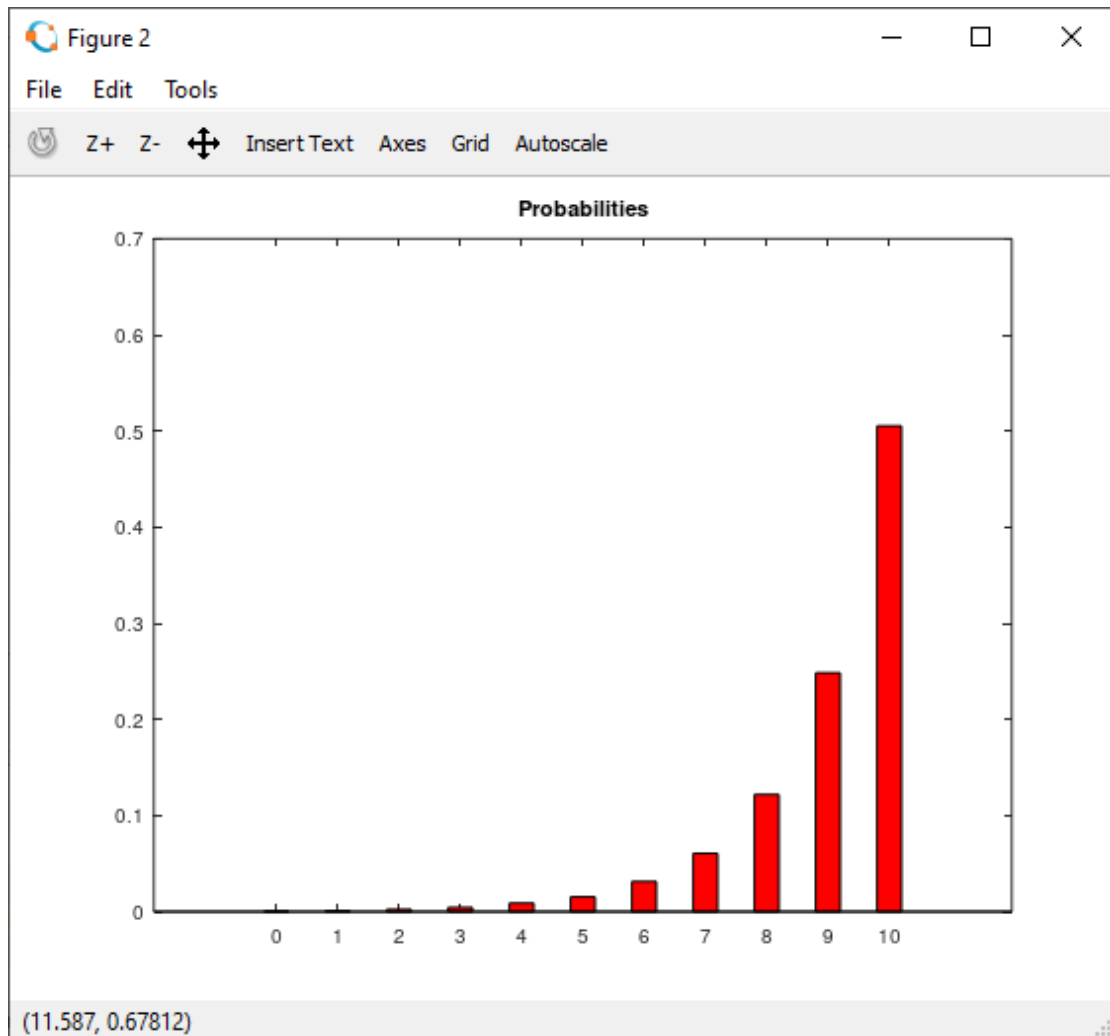 Figure 2
File Edit Tools
Z+ Z- Insert Text Axes Grid Autoscale
Probabilities
0.7
0.6
0.5
0.4
0.3
0.2
0.1
0
0 1 2 3 4 5 6 7 8 9 10
(11.587, 0.67812)